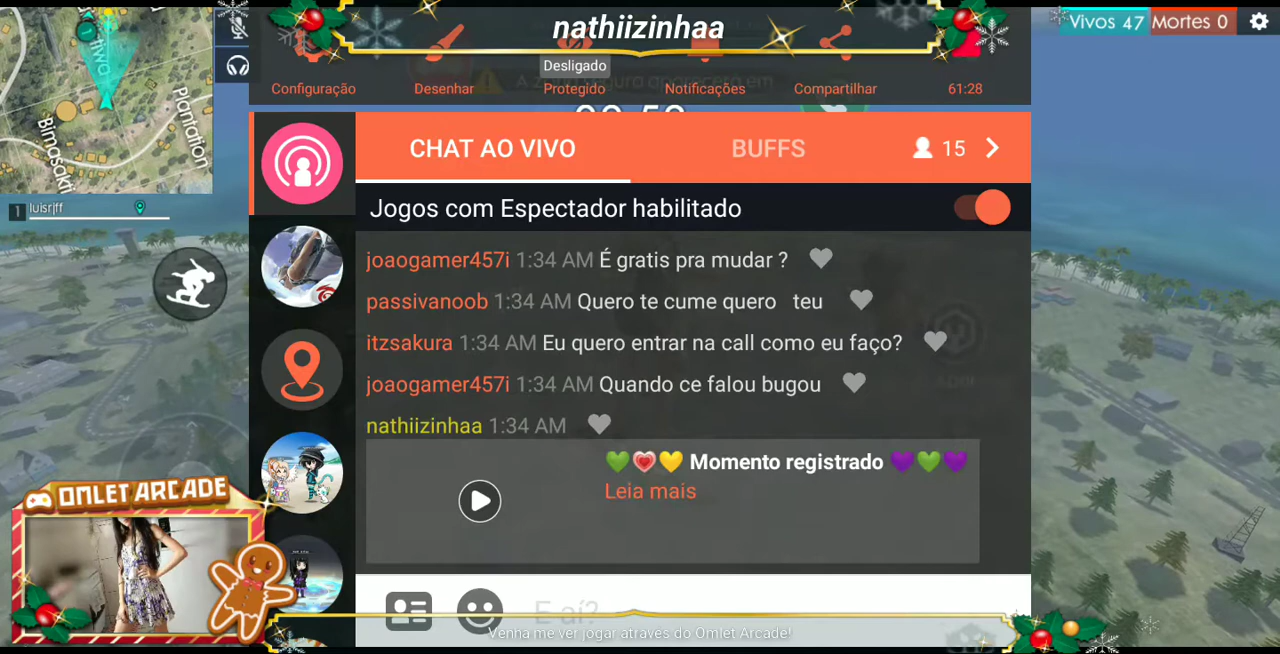 nathiizinhaa
Vivos 47 Mortes 0
Desligado
Configuração Desenhar Protegido Notificações Compartilhar 61:28
Plantation
Bimasakti
1 luisrjff
CHAT AO VIVO BUFFS 15
Jogos com Espectador habilitado
joaogamer457i 1:34 AM É gratis pra mudar ?
passivanoob 1:34 AM Quero te cume quero teu
itzsakura 1:34 AM Eu quero entrar na call como eu faço?
joaogamer457i 1:34 AM Quando ce falou bugou
nathiizinhaa 1:34 AM
💚💗💛 Momento registrado 💜💚💜
Leia mais
OMLET ARCADE
E aí?
Venha me ver jogar através do Omlet Arcade!